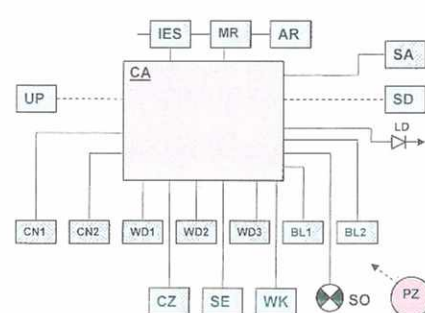 IES MR AR
SA
CA
UP
SD
LD
CN1 CN2 WD1 WD2 WD3 BL1 BL2
CZ SE WK SO PZ